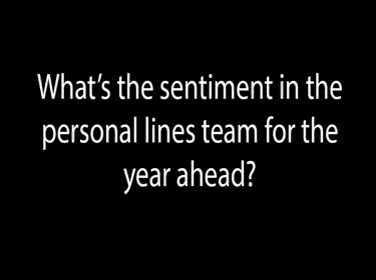 What’s the sentiment in the
personal lines team for the
year ahead?